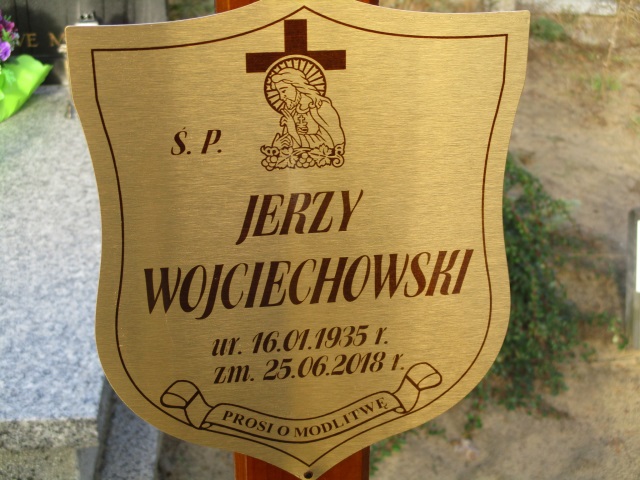 Ś. P.
JERZY
WOJCIECHOWSKI
ur. 16.01.1935 r.
zm. 25.06.2018 r.
PROSI O MODLITWĘ